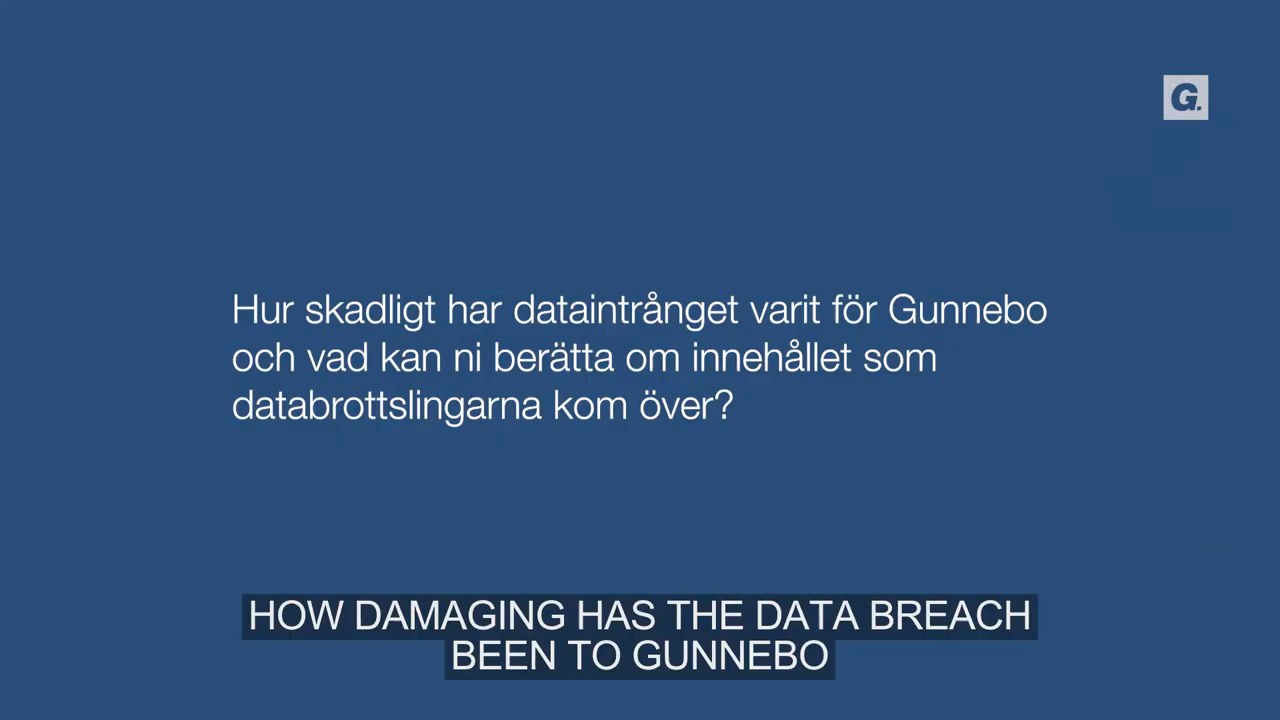 G.
Hur skadligt har dataintrånget varit för Gunnebo
och vad kan ni berätta om innehållet som
databrottslingarna kom över?
HOW DAMAGING HAS THE DATA BREACH
BEEN TO GUNNEBO